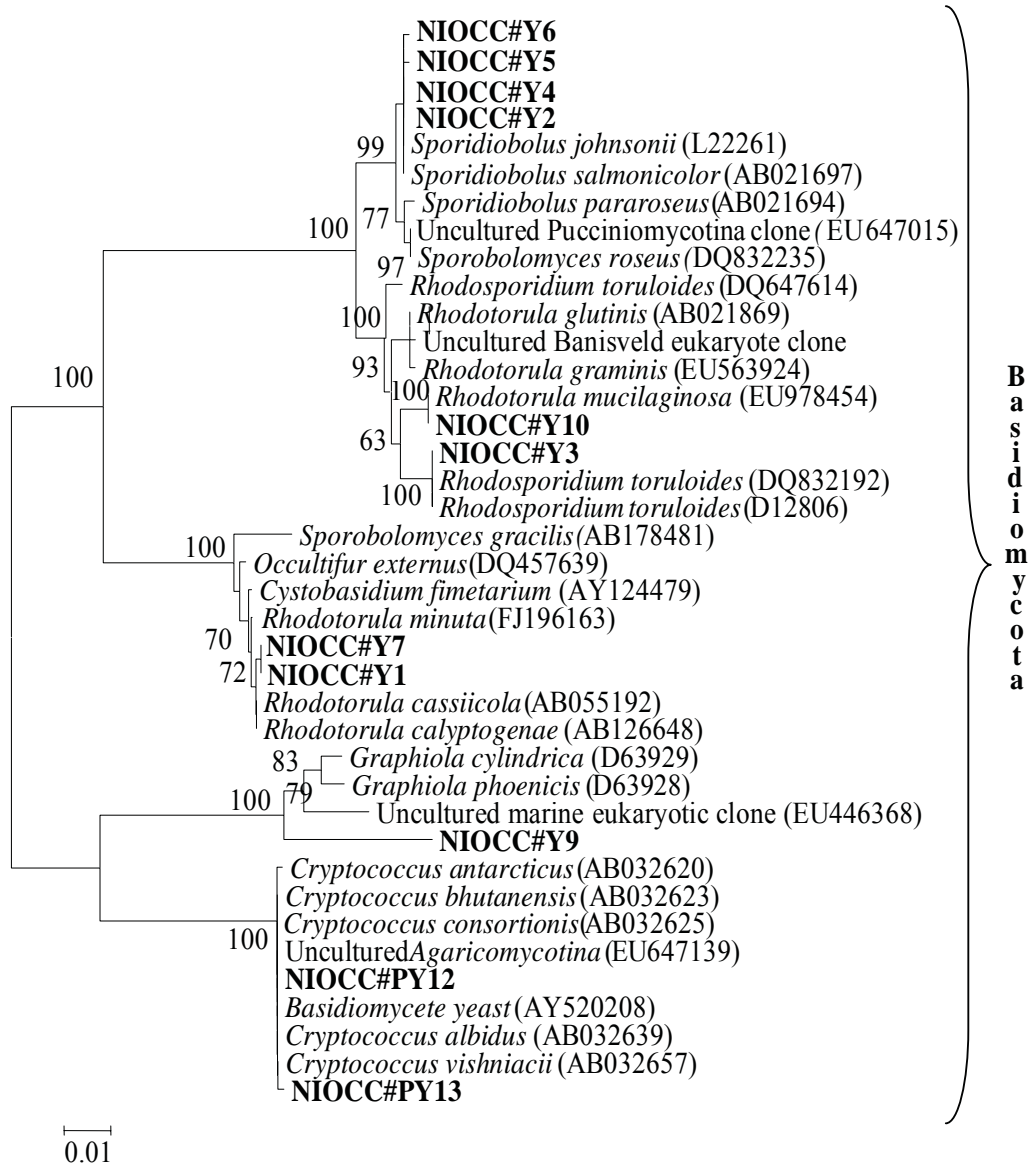 NIOCC#Y6
NIOCC#Y5
NIOCC#Y4
NIOCC#Y2
99
Sporidiobolus johnsonii (L22261)
Sporidiobolus salmonicolor (AB021697)
Sporidiobolus pararoseus(AB021694)
77
100
Uncultured Pucciniomycotina clone (EU647015)
Sporobolomyces roseus (DQ832235)
97
Rhodosporidium toruloides (DQ647614)
100
Rhodotorula glutinis (AB021869)
Uncultured Banisveld eukaryote clone
93
Rhodotorula graminis (EU563924)
100
100
Rhodotorula mucilaginosa (EU978454)
NIOCC#Y10
63
NIOCC#Y3
Rhodosporidium toruloides (DQ832192)
100
Rhodosporidium toruloides (D12806)
Sporobolomyces gracilis (AB178481)
100
Occultifur externus (DQ457639)
Cystobasidium fimetarium (AY124479)
Rhodotorula minuta (FJ196163)
70
NIOCC#Y7
72
NIOCC#Y1
Rhodotorula cassiicola (AB055192)
Rhodotorula calyptogenae (AB126648)
83
Graphiola cylindrica (D63929)
79
100
Graphiola phoenicis (D63928)
Uncultured marine eukaryotic clone (EU446368)
NIOCC#Y9
Cryptococcus antarcticus (AB032620)
Cryptococcus bhutanensis (AB032623)
Cryptococcus consortionis(AB032625)
100
UnculturedAgaricomycotina (EU647139)
NIOCC#PY12
Basidiomycete yeast (AY520208)
Cryptococcus albidus (AB032639)
Cryptococcus vishniacii (AB032657)
NIOCC#PY13
0.01
Basidiomycota